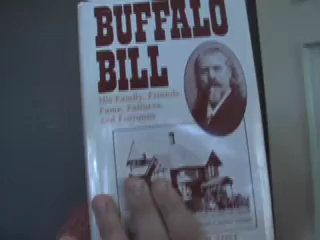 BUFFALO
BILL
His Family, Friends,
Fame, Failures,
and Fortunes